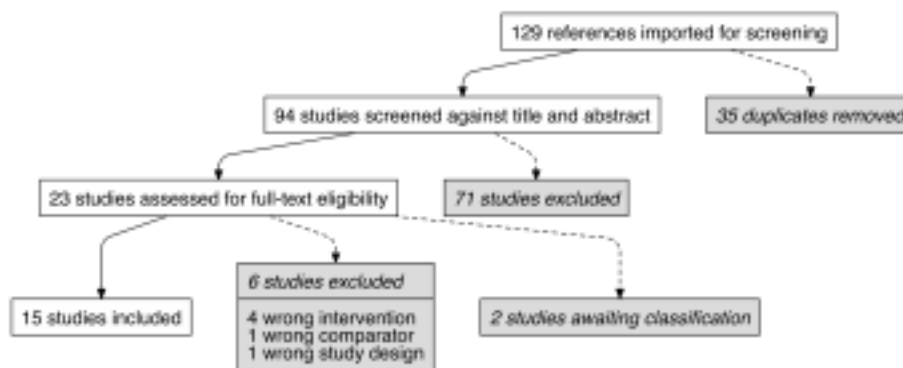 129 references imported for screening
94 studies screened against title and abstract
35 duplicates removed
23 studies assessed for full-text eligibility
71 studies excluded
15 studies included
6 studies excluded
4 wrong intervention
1 wrong comparator
1 wrong study design
2 studies awaiting classification